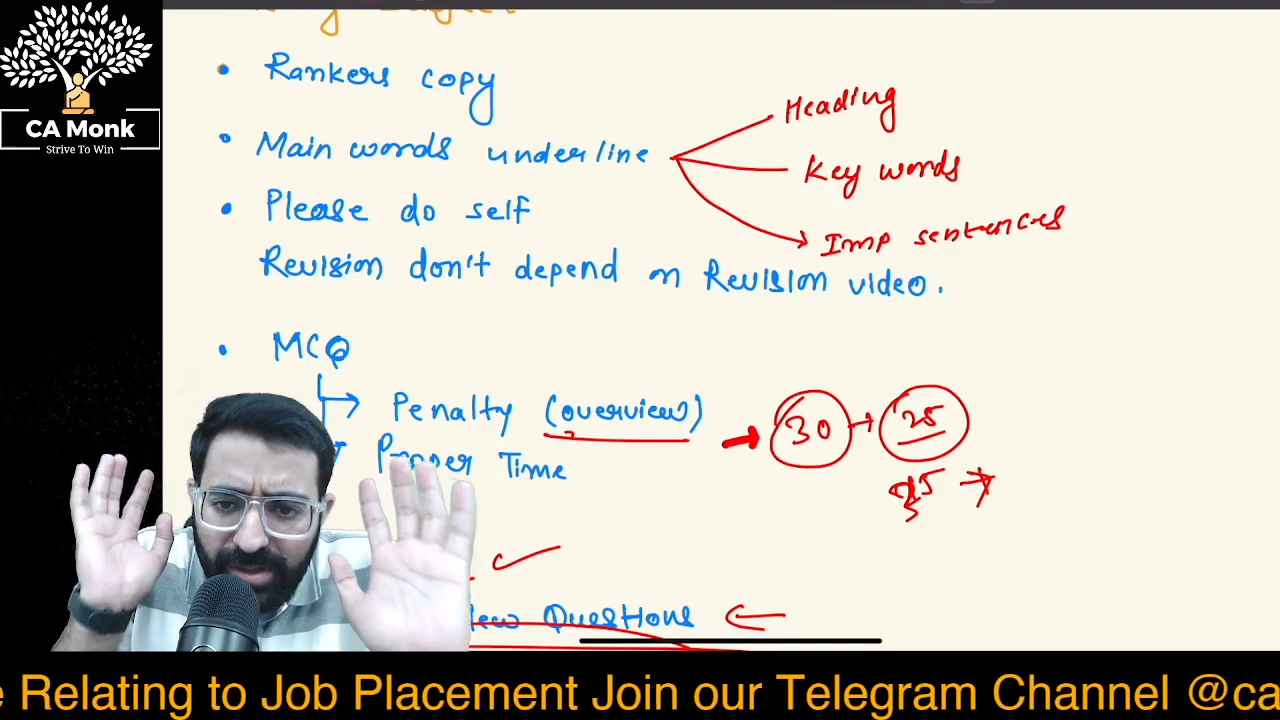 CA Monk
Strive To Win
• Rankers copy
• Main words underline
Heading
Key words
Imp sentences
• Please do self
Revision don't depend on Revision video.
• MCQ
Penalty (overview)
30
25
Proper Time
Questions
Relating to Job Placement Join our Telegram Channel @ca